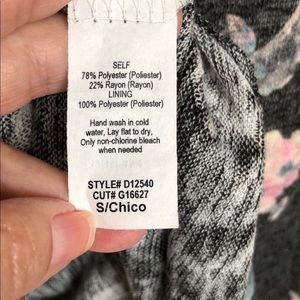 SELF
78% Polyester (Poliester)
22% Rayon (Rayon)
LINING
100% Polyester (Poliester)
Hand wash in cold
water, Lay flat to dry,
Only non-chlorine bleach
when needed
STYLE# D12540
CUT# G16627
S/Chico